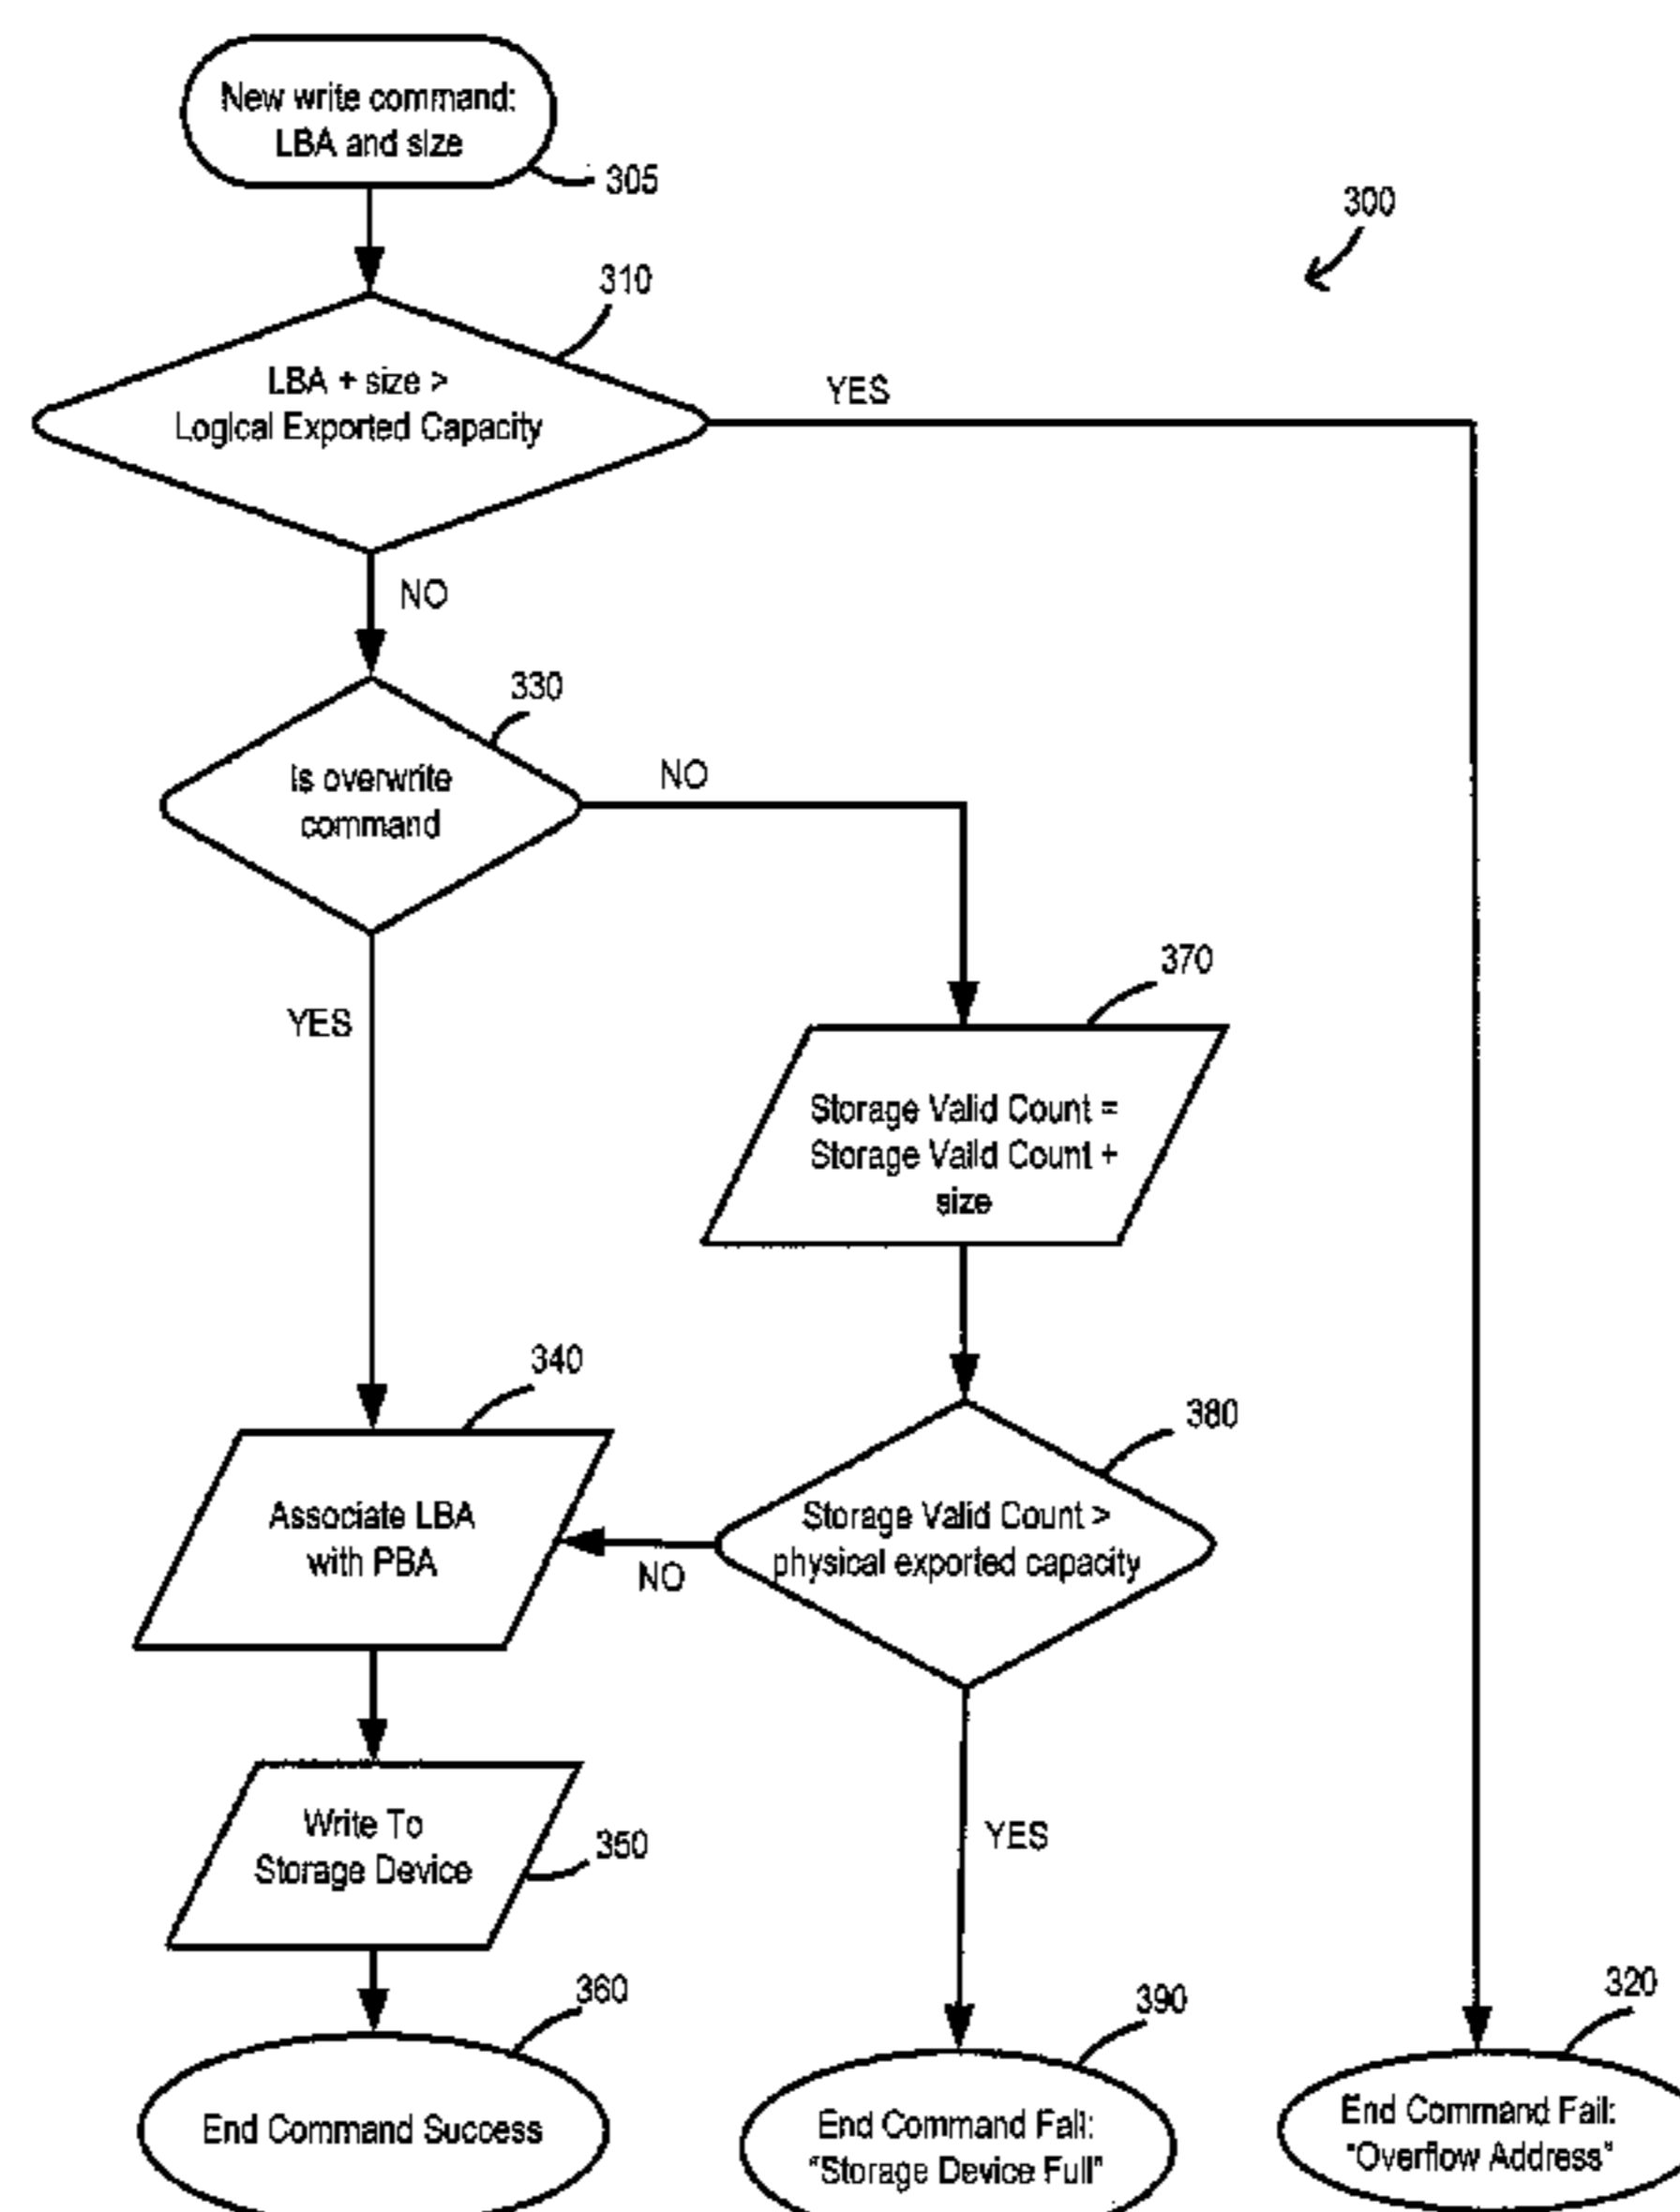 New write command:
LBA and size
305
300
310
LBA + size >
Logical Exported Capacity
YES
NO
330
Is overwrite
command
NO
370
YES
Storage Valid Count =
Storage Valid Count +
size
340
380
Associate LBA
with PBA
Storage Valid Count >
physical exported capacity
NO
Write To
Storage Device
350
YES
360
390
320
End Command Success
End Command Fail:
"Storage Device Full"
End Command Fail:
"Overflow Address"